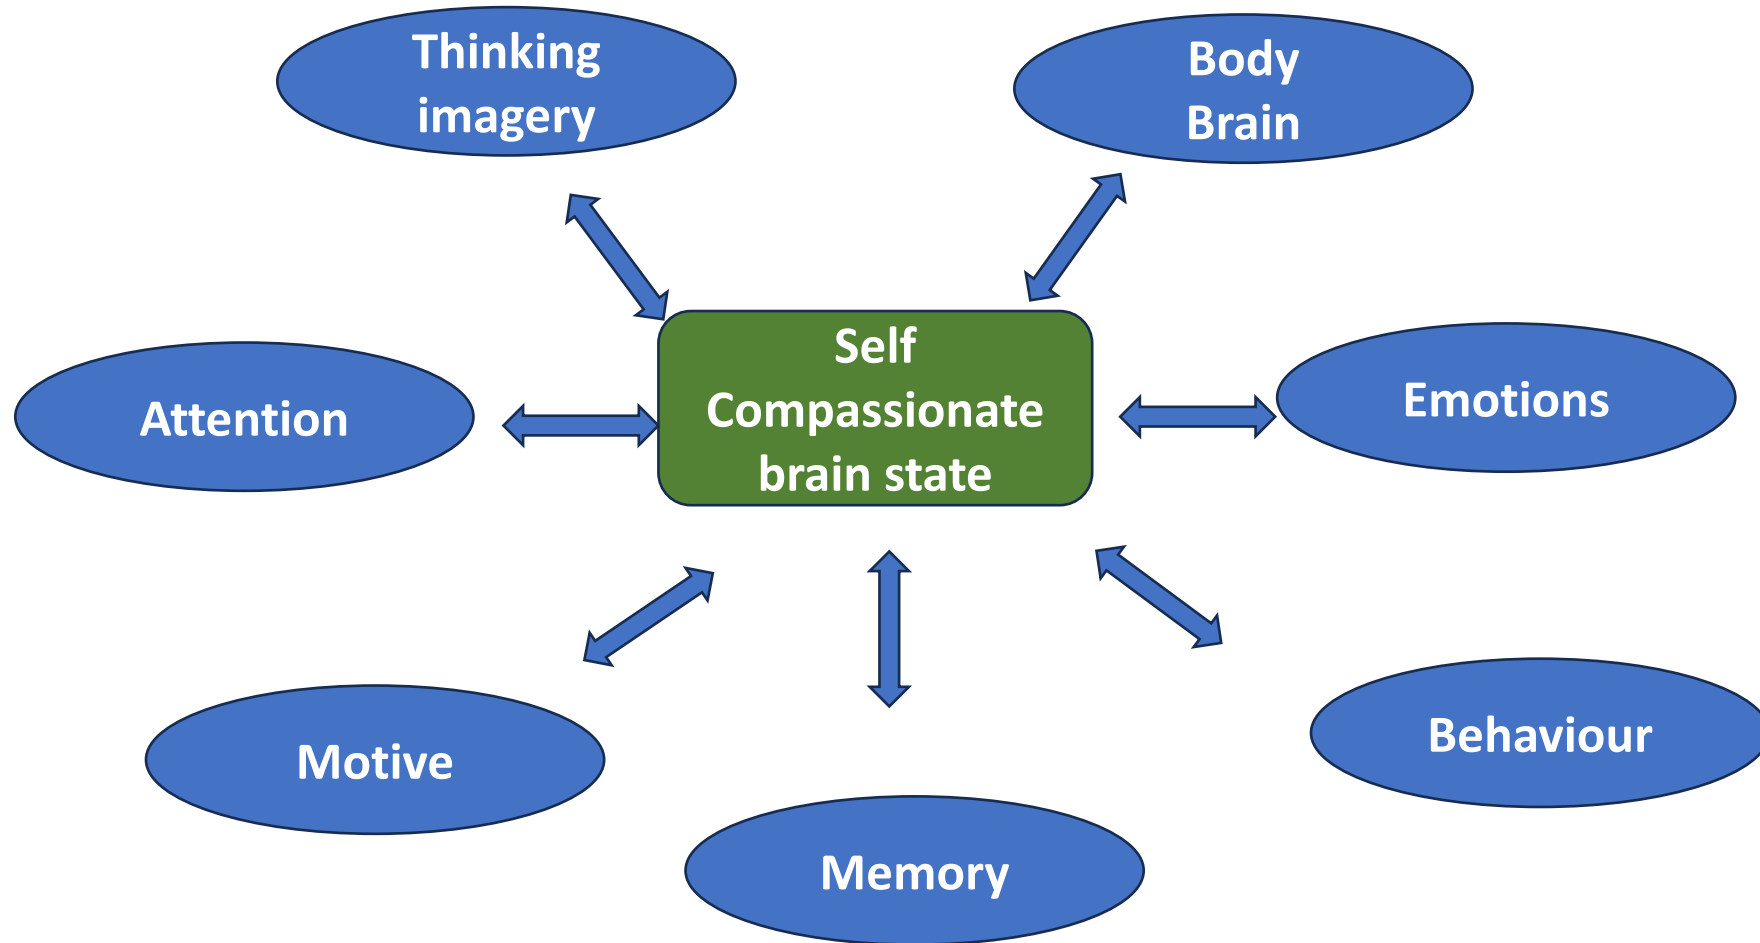 Thinking
imagery
Body
Brain
Self
Compassionate
brain state
Attention
Emotions
Motive
Behaviour
Memory